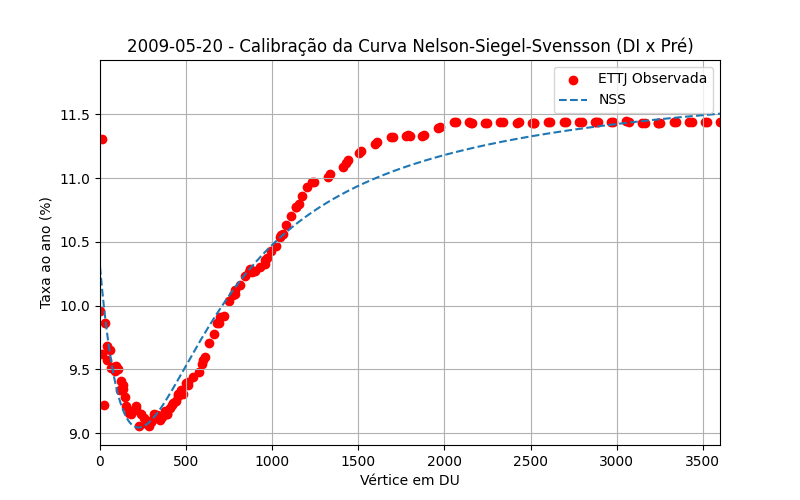 2009-05-20 - Calibração da Curva Nelson-Siegel-Svensson (DI x Pré)
ETTJ Observada
NSS
Taxa ao ano (%)
11.5
11.0
10.5
10.0
9.5
9.0
0 500 1000 1500 2000 2500 3000 3500
Vértice em DU